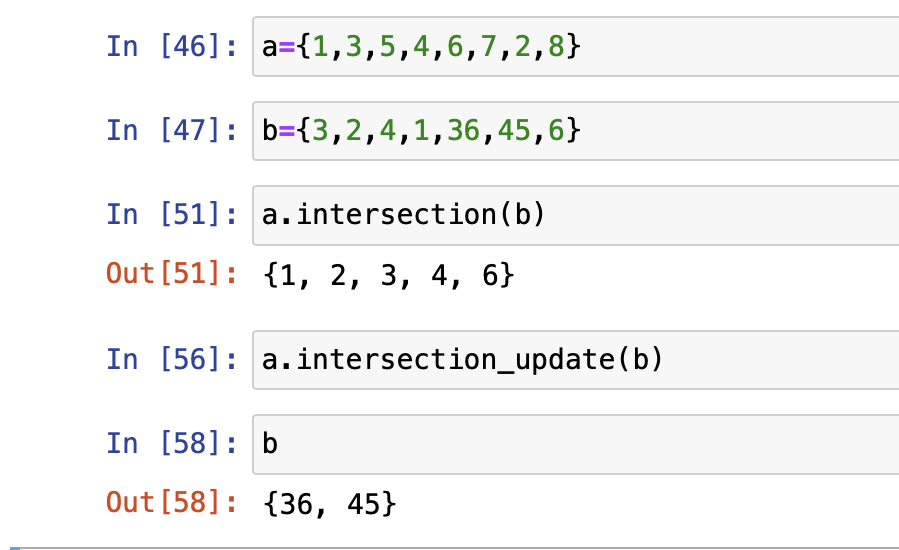 In [46]: a={1,3,5,4,6,7,2,8}
In [47]: b={3,2,4,1,36,45,6}
In [51]: a.intersection(b)
Out[51]: {1, 2, 3, 4, 6}
In [56]: a.intersection_update(b)
In [58]: b
Out[58]: {36, 45}